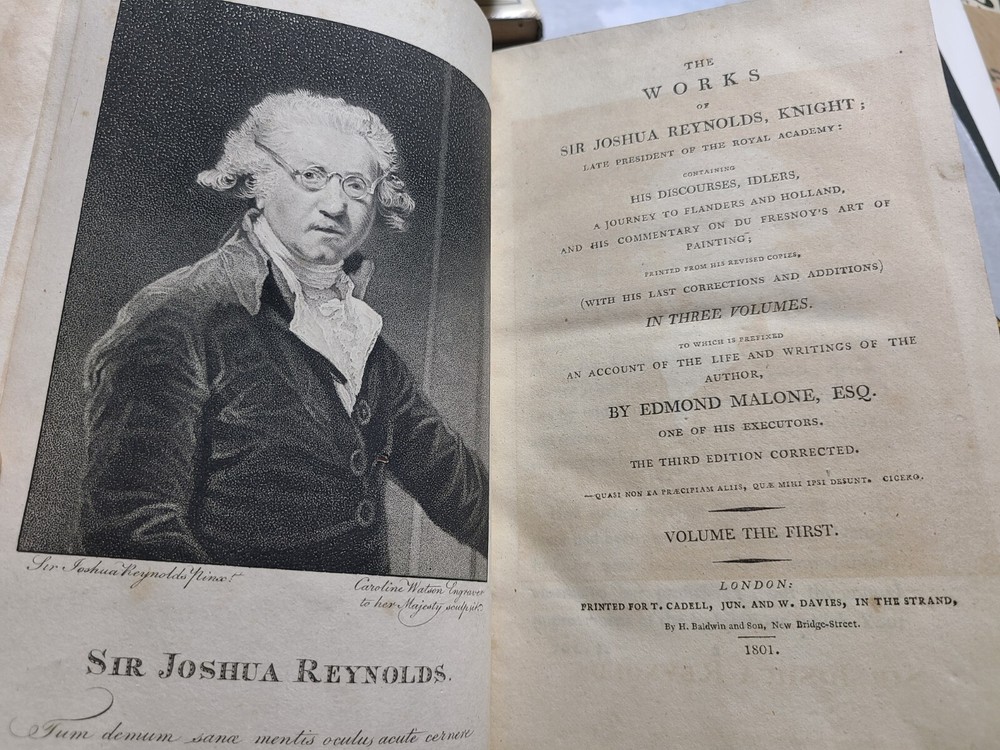 Sir Joshua Reynolds Pinxt.
Caroline Watson Engraver
to her Majesty sculpsit.
SIR JOSHUA REYNOLDS.
Tum demum sanæ mentis oculus acute cernere
THE
WORKS
OF
SIR JOSHUA REYNOLDS, KNIGHT;
LATE PRESIDENT OF THE ROYAL ACADEMY:
CONTAINING
HIS DISCOURSES, IDLERS,
A JOURNEY TO FLANDERS AND HOLLAND,
AND HIS COMMENTARY ON DU FRESNOY'S ART OF
PAINTING;
PRINTED FROM HIS REVISED COPIES,
(WITH HIS LAST CORRECTIONS AND ADDITIONS)
IN THREE VOLUMES.
TO WHICH IS PREFIXED
AN ACCOUNT OF THE LIFE AND WRITINGS OF THE
AUTHOR,
BY EDMOND MALONE, ESQ.
ONE OF HIS EXECUTORS.
THE THIRD EDITION CORRECTED.
—QUASI NON EA PRÆCIPIAM ALIIS, QUÆ MIHI IPSI DESUNT. CICERO.
VOLUME THE FIRST.
LONDON:
PRINTED FOR T. CADELL, JUN. AND W. DAVIES, IN THE STRAND,
By H. Baldwin and Son, New Bridge-Street.
1801.